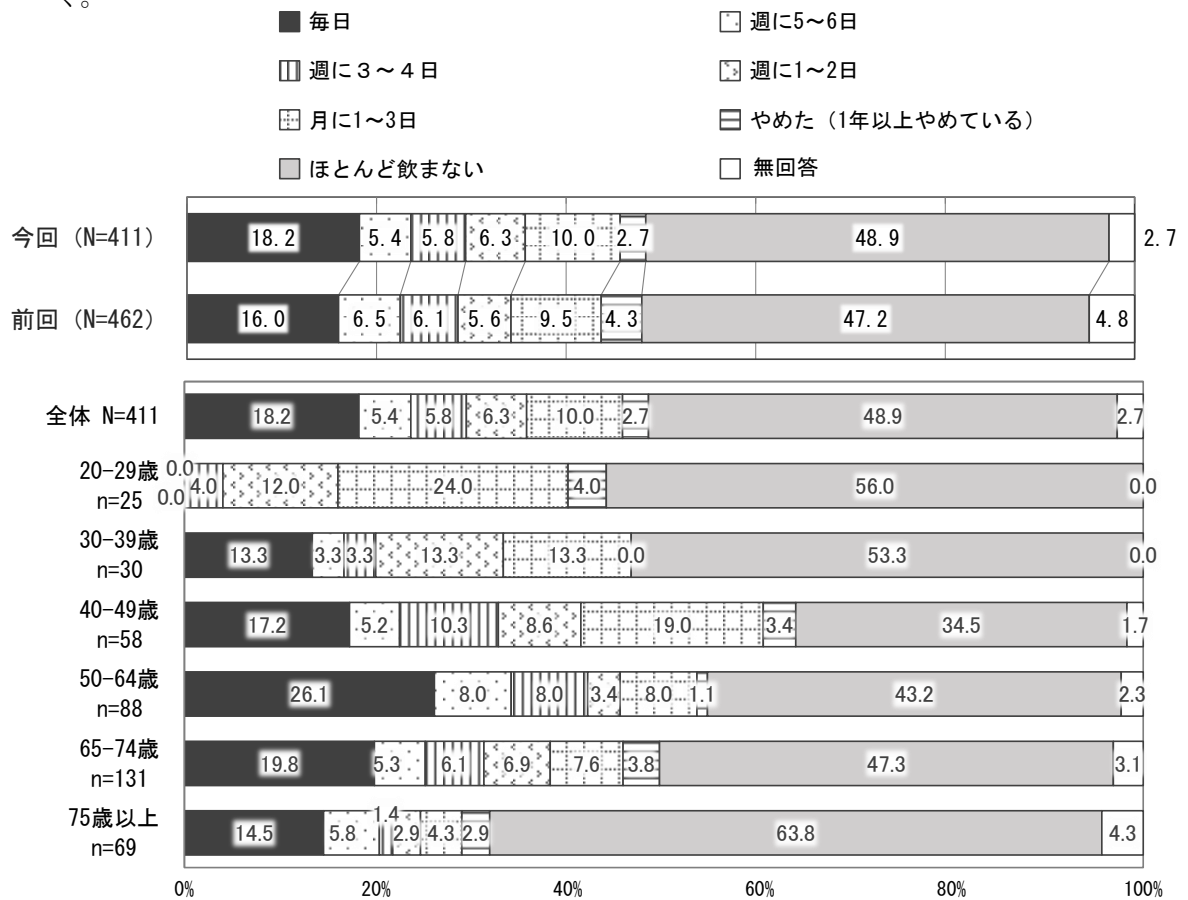 く。
毎日 週に5～6日
週に３～４日 週に1～2日
月に1～3日 やめた（1年以上やめている）
ほとんど飲まない 無回答
今回（N=411） 18.2 5.4 5.8 6.3 10.0 2.7 48.9 2.7
前回（N=462） 16.0 6.5 6.1 5.6 9.5 4.3 47.2 4.8
全体 N=411 18.2 5.4 5.8 6.3 10.0 2.7 48.9 2.7
20-29歳 0.0
n=25 0.0 4.0 12.0 24.0 4.0 56.0 0.0
30-39歳
n=30 13.3 3.3 3.3 13.3 13.3 0.0 53.3 0.0
40-49歳
n=58 17.2 5.2 10.3 8.6 19.0 3.4 34.5 1.7
50-64歳
n=88 26.1 8.0 8.0 3.4 8.0 1.1 43.2 2.3
65-74歳
n=131 19.8 5.3 6.1 6.9 7.6 3.8 47.3 3.1
75歳以上
n=69 14.5 5.8 1.4 2.9 4.3 2.9 63.8 4.3
0% 20% 40% 60% 80% 100%